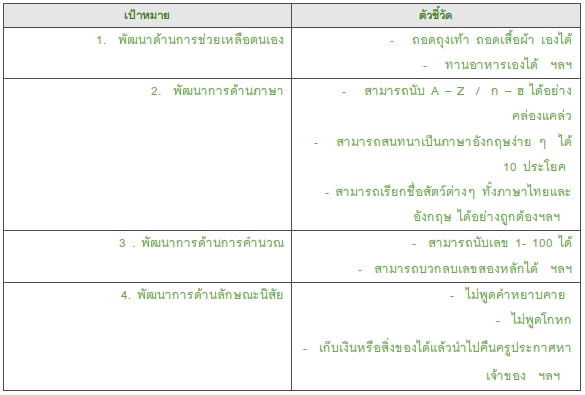 เป้าหมาย
ตัวชี้วัด
1. พัฒนาด้านการช่วยเหลือตนเอง
- ถอดถุงเท้า ถอดเสื้อผ้า เองได้
- ทานอาหารเองได้ ฯลฯ
2. พัฒนาการด้านภาษา
- สามารถนับ A – Z / ก – ฮ ได้อย่าง
คล่องแคล่ว
- สามารถสนทนาเป็นภาษาอังกฤษง่าย ๆ ได้
10 ประโยค
- สามารถเรียกชื่อสัตว์ต่างๆ ทั้งภาษาไทยและ
อังกฤษ ได้อย่างถูกต้องฯลฯ
3 . พัฒนาการด้านการคำนวณ
- สามารถนับเลข 1- 100 ได้
- สามารถบวกลบเลขสองหลักได้ ฯลฯ
4. พัฒนาการด้านลักษณะนิสัย
- ไม่พูดคำหยาบคาย
- ไม่พูดโกหก
- เก็บเงินหรือสิ่งของได้แล้วนำไปคืนครูประกาศหา
เจ้าของ ฯลฯ